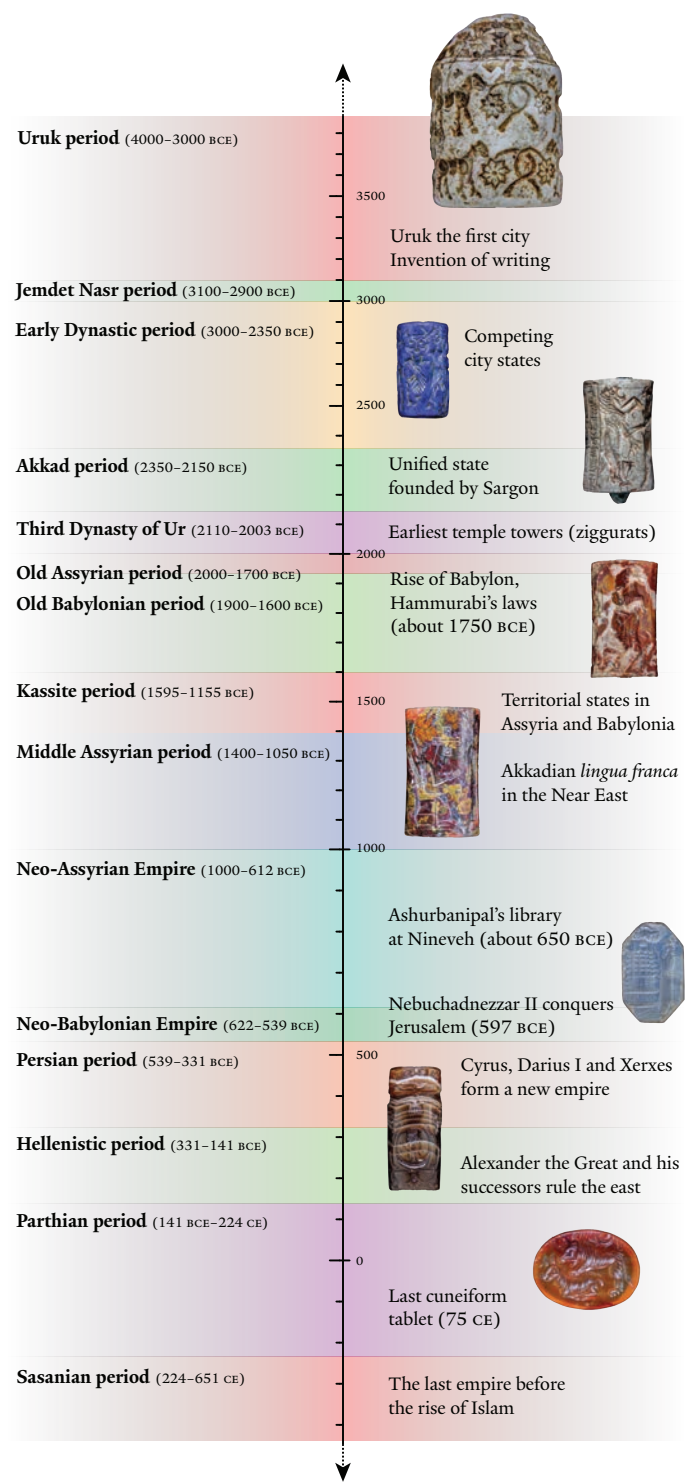 Uruk period (4000–3000 BCE)
3500
Uruk the first city
Invention of writing
Jemdet Nasr period (3100–2900 BCE)
3000
Early Dynastic period (3000–2350 BCE)
Competing
city states
2500
Akkad period (2350–2150 BCE)
Unified state
founded by Sargon
Third Dynasty of Ur (2110–2003 BCE)
Earliest temple towers (ziggurats)
2000
Old Assyrian period (2000–1700 BCE)
Old Babylonian period (1900–1600 BCE)
Rise of Babylon,
Hammurabi’s laws
(about 1750 BCE)
Kassite period (1595–1155 BCE)
1500
Territorial states in
Assyria and Babylonia
Middle Assyrian period (1400–1050 BCE)
Akkadian lingua franca
in the Near East
1000
Neo-Assyrian Empire (1000–612 BCE)
Ashurbanipal’s library
at Nineveh (about 650 BCE)
Nebuchadnezzar II conquers
Jerusalem (597 BCE)
Neo-Babylonian Empire (622–539 BCE)
500
Persian period (539–331 BCE)
Cyrus, Darius I and Xerxes
form a new empire
Hellenistic period (331–141 BCE)
Alexander the Great and his
successors rule the east
Parthian period (141 BCE–224 CE)
0
Last cuneiform
tablet (75 CE)
Sasanian period (224–651 CE)
The last empire before
the rise of Islam